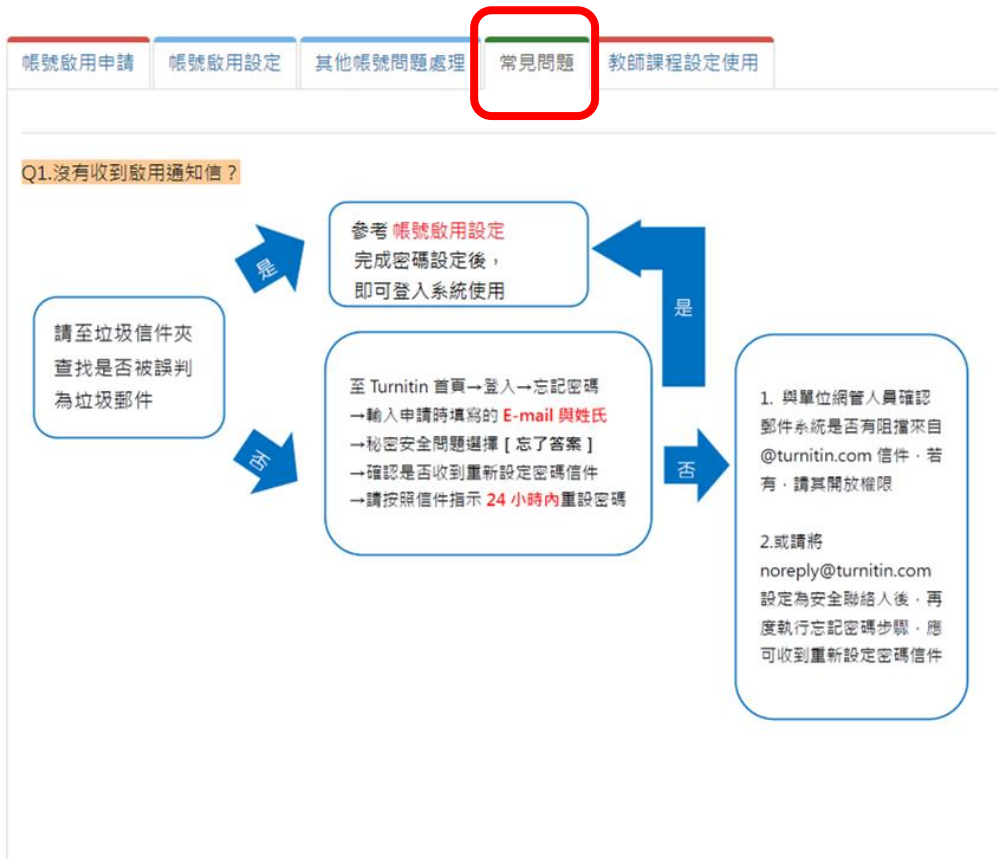 帳號啟用申請
帳號啟用設定
其他帳號問題處理
常見問題
教師課程設定使用
Q1.沒有收到啟用通知信？
是
參考 帳號啟用設定
完成密碼設定後，
即可登入系統使用
是
請至垃圾信件夾
查找是否被誤判
為垃圾郵件
否
至 Turnitin 首頁→登入→忘記密碼
→輸入申請時填寫的 E-mail 與姓氏
→秘密安全問題選擇 [ 忘了答案 ]
→確認是否收到重新設定密碼信件
→請按照信件指示 24 小時內重設密碼
否
1. 與單位網管人員確認
郵件系統是否有阻擋來自
@turnitin.com 信件，若
有，請其開放權限
2.或請將
noreply@turnitin.com
設定為安全聯絡人後，再
度執行忘記密碼步驟，應
可收到重新設定密碼信件